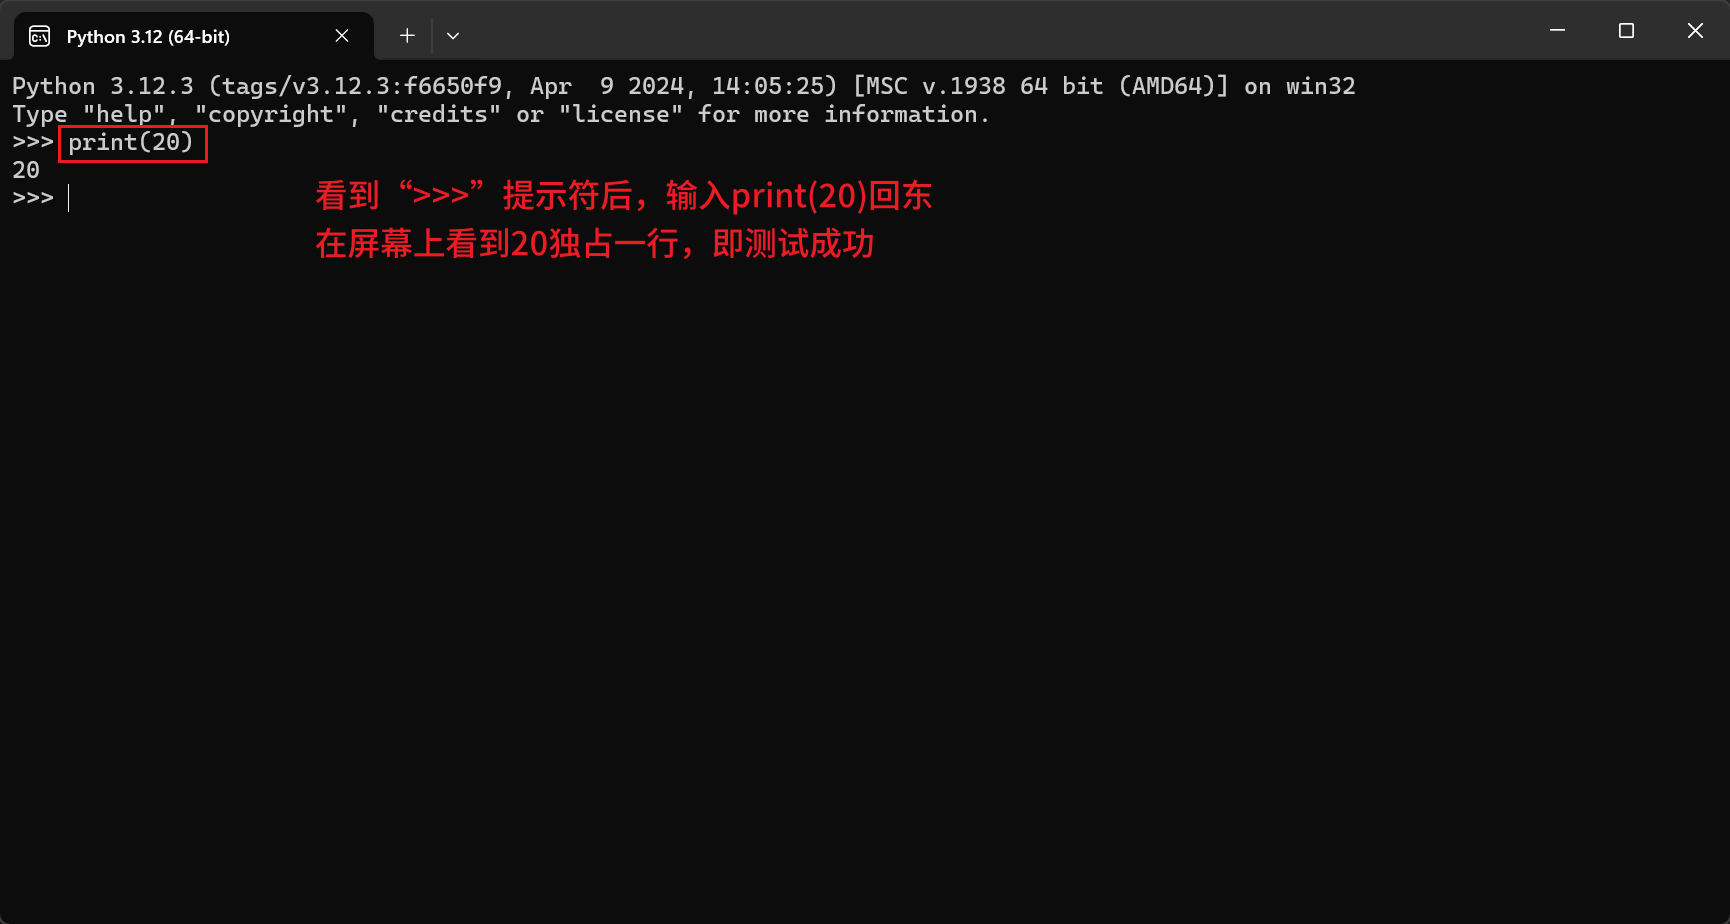 Python 3.12 (64-bit)
Python 3.12.3 (tags/v3.12.3:f6650f9, Apr  9 2024, 14:05:25) [MSC v.1938 64 bit (AMD64)] on win32
Type "help", "copyright", "credits" or "license" for more information.
>>> print(20)
20
>>>
看到“>>>”提示符后，输入print(20)回东
在屏幕上看到20独占一行，即测试成功